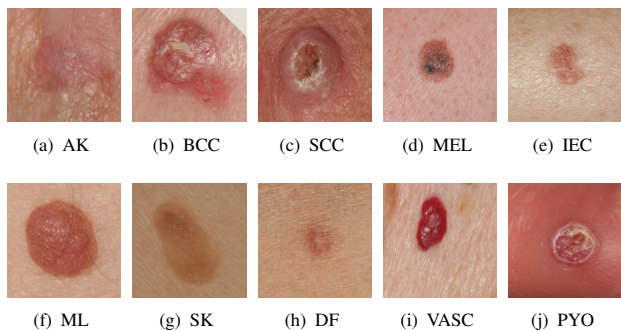 (a) AK
(b) BCC
(c) SCC
(d) MEL
(e) IEC
(f) ML
(g) SK
(h) DF
(i) VASC
(j) PYO